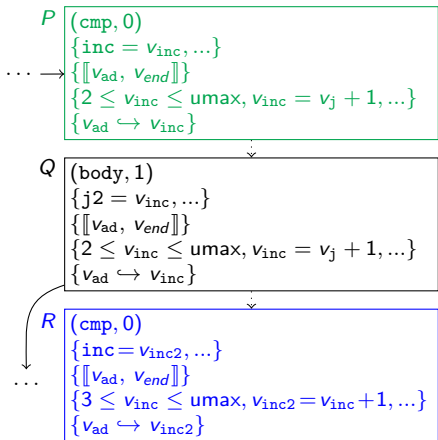 P (cmp, 0)
{inc = v_inc, ...}
··· {⟦v_ad, v_end⟧}
{2 ≤ v_inc ≤ umax, v_inc = v_j + 1, ...}
{v_ad ↪ v_inc}
Q (body, 1)
{j2 = v_inc, ...}
{⟦v_ad, v_end⟧}
{2 ≤ v_inc ≤ umax, v_inc = v_j + 1, ...}
{v_ad ↪ v_inc}
R (cmp, 0)
{inc = v_inc2, ...}
··· {⟦v_ad, v_end⟧}
{3 ≤ v_inc ≤ umax, v_inc2 = v_inc + 1, ...}
{v_ad ↪ v_inc2}